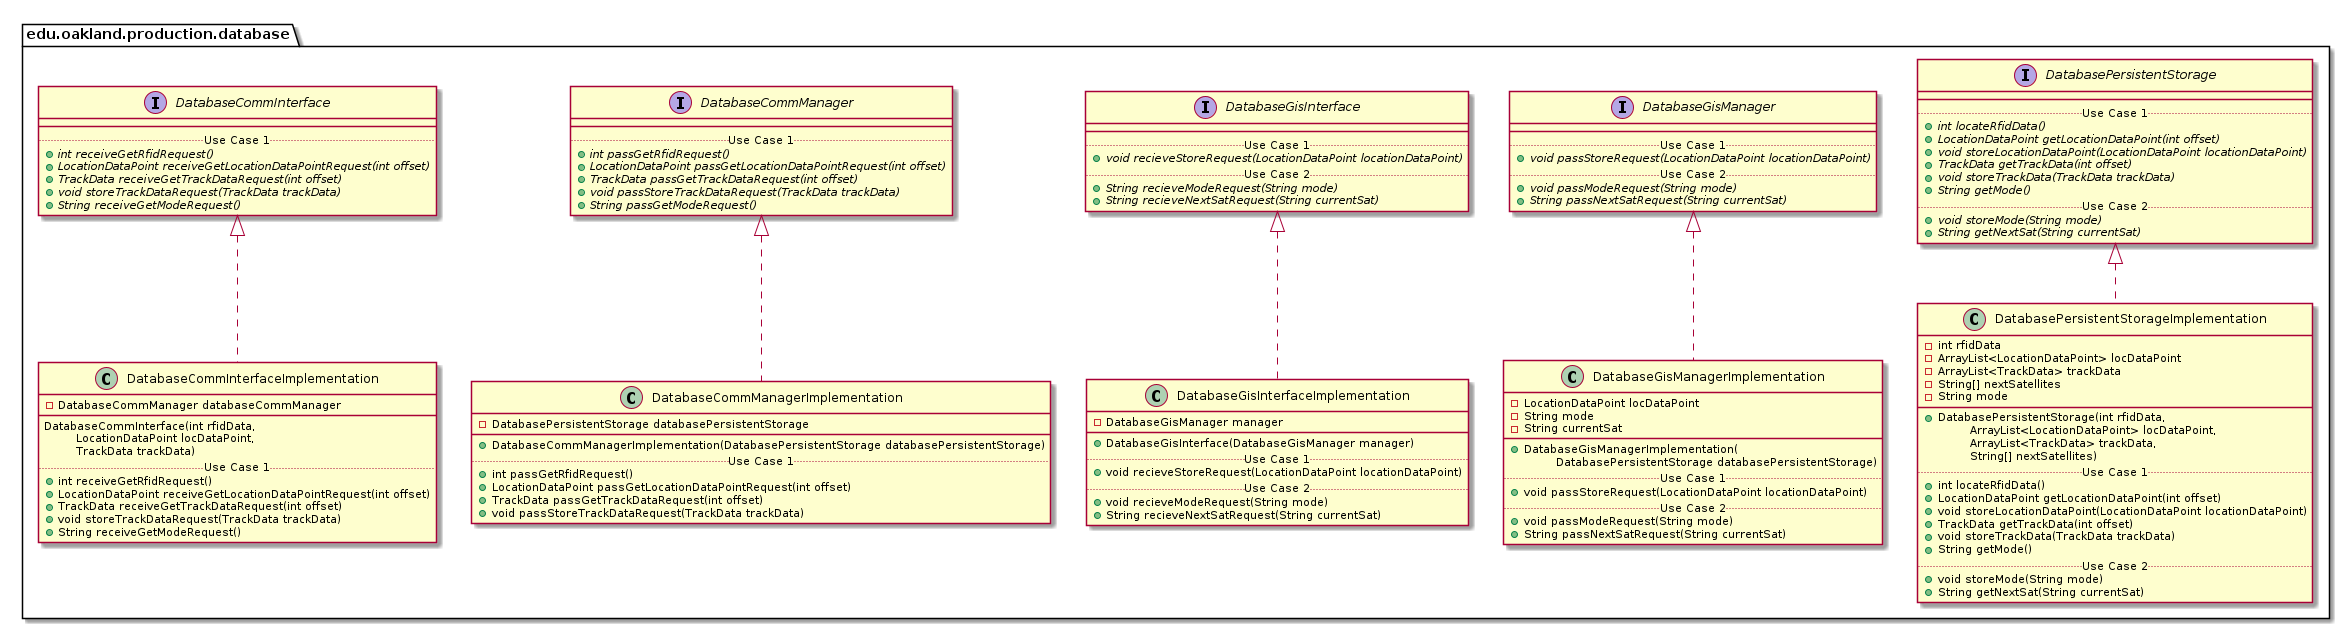 edu.oakland.production.database
I DatabaseCommInterface
Use Case 1
int receiveGetRfidRequest()
LocationDataPoint receiveGetLocationDataPointRequest(int offset)
TrackData receiveGetTrackDataRequest(int offset)
void storeTrackDataRequest(TrackData trackData)
String receiveGetModeRequest()
I DatabaseCommManager
Use Case 1
int passGetRfidRequest()
LocationDataPoint passGetLocationDataPointRequest(int offset)
TrackData passGetTrackDataRequest(int offset)
void passStoreTrackDataRequest(TrackData trackData)
String passGetModeRequest()
I DatabaseGisInterface
Use Case 1
void recieveStoreRequest(LocationDataPoint locationDataPoint)
Use Case 2
String recieveModeRequest(String mode)
String recieveNextSatRequest(String currentSat)
I DatabaseGisManager
Use Case 1
void passStoreRequest(LocationDataPoint locationDataPoint)
Use Case 2
void passModeRequest(String mode)
String passNextSatRequest(String currentSat)
I DatabasePersistentStorage
Use Case 1
int locateRfidData()
LocationDataPoint getLocationDataPoint(int offset)
void storeLocationDataPoint(LocationDataPoint locationDataPoint)
TrackData getTrackData(int offset)
void storeTrackData(TrackData trackData)
String getMode()
Use Case 2
void storeMode(String mode)
String getNextSat(String currentSat)
C DatabaseCommInterfaceImplementation
DatabaseCommManager databaseCommManager
DatabaseCommInterface(int rfidData,
LocationDataPoint locDataPoint,
TrackData trackData)
Use Case 1
int receiveGetRfidRequest()
LocationDataPoint receiveGetLocationDataPointRequest(int offset)
TrackData receiveGetTrackDataRequest(int offset)
void storeTrackDataRequest(TrackData trackData)
String receiveGetModeRequest()
C DatabaseCommManagerImplementation
DatabasePersistentStorage databasePersistentStorage
DatabaseCommManagerImplementation(DatabasePersistentStorage databasePersistentStorage)
Use Case 1
int passGetRfidRequest()
LocationDataPoint passGetLocationDataPointRequest(int offset)
TrackData passGetTrackDataRequest(int offset)
void passStoreTrackDataRequest(TrackData trackData)
C DatabaseGisInterfaceImplementation
DatabaseGisManager manager
DatabaseGisInterface(DatabaseGisManager manager)
Use Case 1
void recieveStoreRequest(LocationDataPoint locationDataPoint)
Use Case 2
void recieveModeRequest(String mode)
String recieveNextSatRequest(String currentSat)
C DatabaseGisManagerImplementation
LocationDataPoint locDataPoint
String mode
String currentSat
DatabaseGisManagerImplementation(
DatabasePersistentStorage databasePersistentStorage)
Use Case 1
void passStoreRequest(LocationDataPoint locationDataPoint)
Use Case 2
void passModeRequest(String mode)
String passNextSatRequest(String currentSat)
C DatabasePersistentStorageImplementation
int rfidData
ArrayList<LocationDataPoint> locDataPoint
ArrayList<TrackData> trackData
String[] nextSatellites
String mode
DatabasePersistentStorage(int rfidData,
ArrayList<LocationDataPoint> locDataPoint,
ArrayList<TrackData> trackData,
String[] nextSatellites)
Use Case 1
int locateRfidData()
LocationDataPoint getLocationDataPoint(int offset)
void storeLocationDataPoint(LocationDataPoint locationDataPoint)
TrackData getTrackData(int offset)
void storeTrackData(TrackData trackData)
String getMode()
Use Case 2
void storeMode(String mode)
String getNextSat(String currentSat)